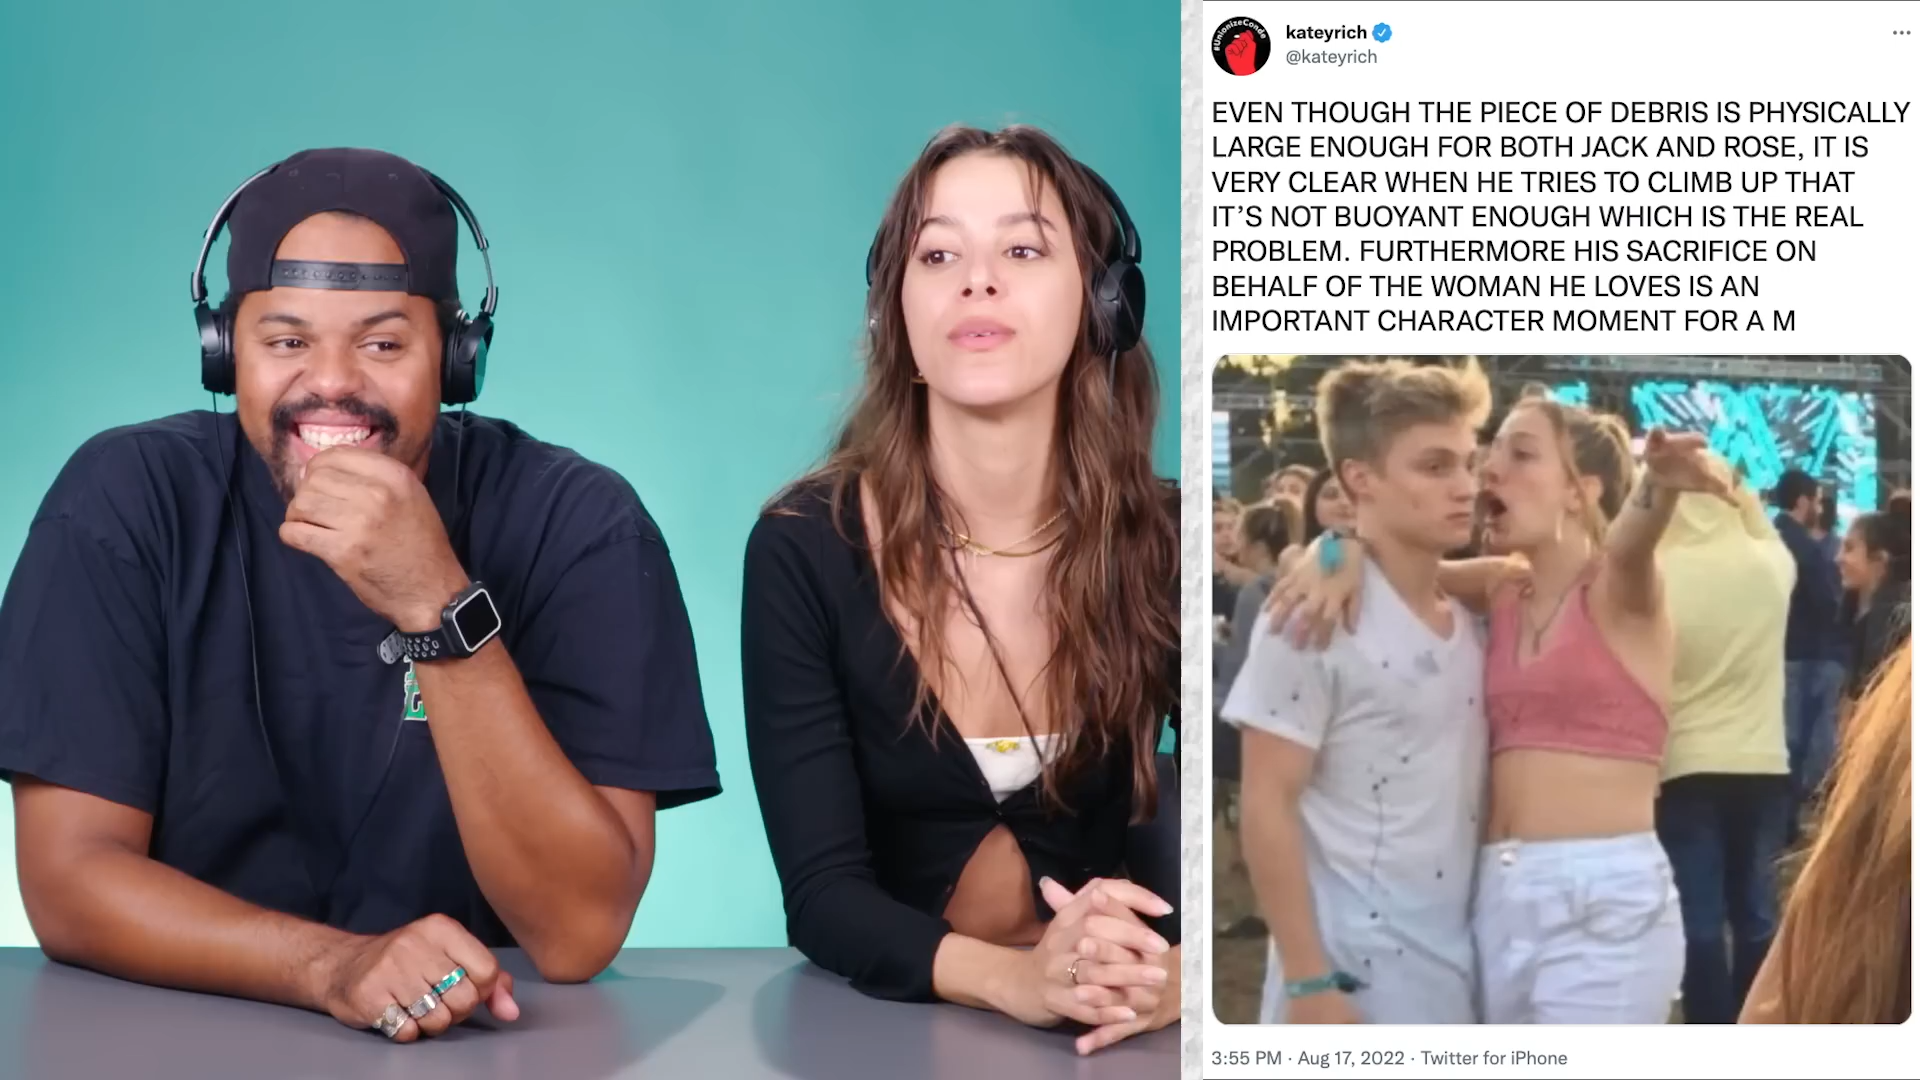 #UnionizeConde
kateyrich
@kateyrich
EVEN THOUGH THE PIECE OF DEBRIS IS PHYSICALLY
LARGE ENOUGH FOR BOTH JACK AND ROSE, IT IS
VERY CLEAR WHEN HE TRIES TO CLIMB UP THAT
IT’S NOT BUOYANT ENOUGH WHICH IS THE REAL
PROBLEM. FURTHERMORE HIS SACRIFICE ON
BEHALF OF THE WOMAN HE LOVES IS AN
IMPORTANT CHARACTER MOMENT FOR A M
3:55 PM · Aug 17, 2022 · Twitter for iPhone